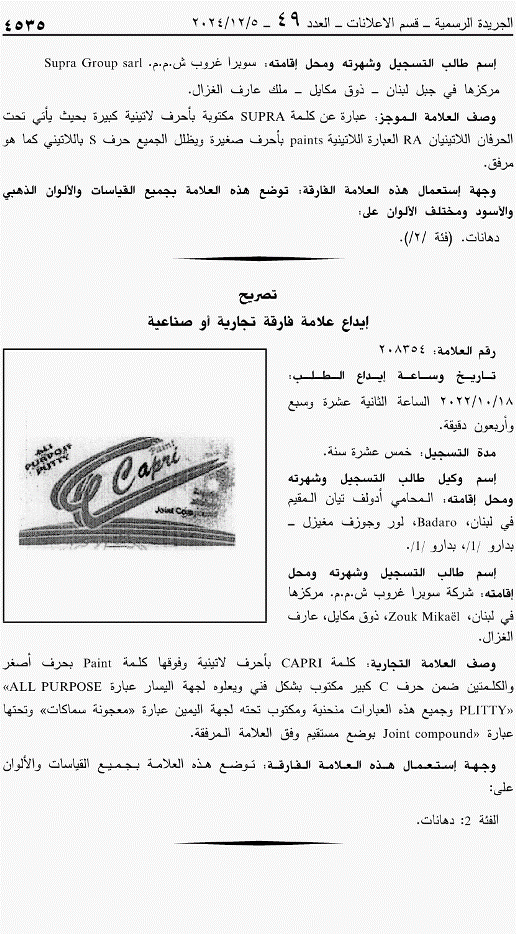 الجريدة الرسمية – قسم الاعلانات – العدد ٤٩ – ٢٠٢٤/١٢/٥
٤٥٣٥
إسم طالب التسجيل وشهرته ومحل إقامته: سوبرا غروب ش.م.م. Supra Group sarl
مركزها في جبل لبنان – ذوق مكايل – ملك عارف الغزال.
وصف العلامة الموجز: عبارة عن كلمة SUPRA مكتوبة بأحرف لاتينية كبيرة بحيث يأتي تحت
الحرفان اللاتينيان RA العبارة اللاتينية paints بأحرف صغيرة ويظلل الجميع حرف S باللاتيني كما هو
مرفق.
وجهة إستعمال هذه العلامة الفارقة: توضع هذه العلامة بجميع القياسات والألوان الذهبي
والأسود ومختلف الألوان على:
دهانات. (فئة /٢/).
تصريح
إيداع علامة فارقة تجارية أو صناعية
رقم العلامة: ٢٠٨٣٥٤
تاريخ وساعة إيداع الطلب:
٢٠٢٢/١٠/١٨ الساعة الثانية عشرة وسبع
وأربعون دقيقة.
مدة التسجيل: خمس عشرة سنة.
إسم وكيل طالب التسجيل وشهرته
ومحل إقامته: المحامي أدولف تيان المقيم
في لبنان، Badaro، لور وجوزف مغيزل –
بدارو /1/، بدارو /1/.
إسم طالب التسجيل وشهرته ومحل
إقامته: شركة سوبرا غروب ش.م.م. مركزها
في لبنان، Zouk Mikaël، ذوق مكايل، عارف
الغزال.
ALL
PURPOSE
PUTTY
Paint
Capri
Joint Compound
وصف العلامة التجارية: كلمة CAPRI بأحرف لاتينية وفوقها كلمة Paint بحرف أصغر
والكلمتين ضمن حرف C كبير مكتوب بشكل فني ويعلوه لجهة اليسار عبارة «ALL PURPOSE
PLITTY» وجميع هذه العبارات منحنية ومكتوب تحته لجهة اليمين عبارة «معجونة سماكات» وتحتها
عبارة «Joint compound بوضع مستقيم وفق العلامة المرفقة.
وجهة إستعمال هذه العلامة الفارقة: توضع هذه العلامة بجميع القياسات والألوان
على:
الفئة 2: دهانات.